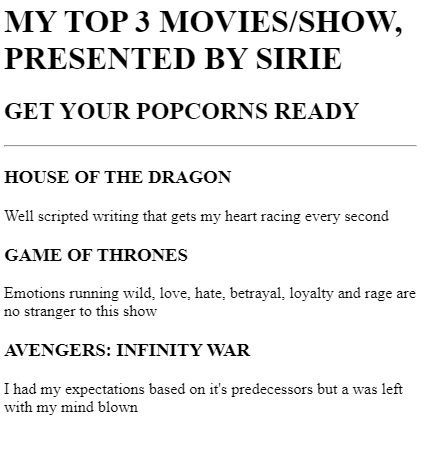 MY TOP 3 MOVIES/SHOW,
PRESENTED BY SIRIE
GET YOUR POPCORNS READY
HOUSE OF THE DRAGON
Well scripted writing that gets my heart racing every second
GAME OF THRONES
Emotions running wild, love, hate, betrayal, loyalty and rage are
no stranger to this show
AVENGERS: INFINITY WAR
I had my expectations based on it's predecessors but a was left
with my mind blown